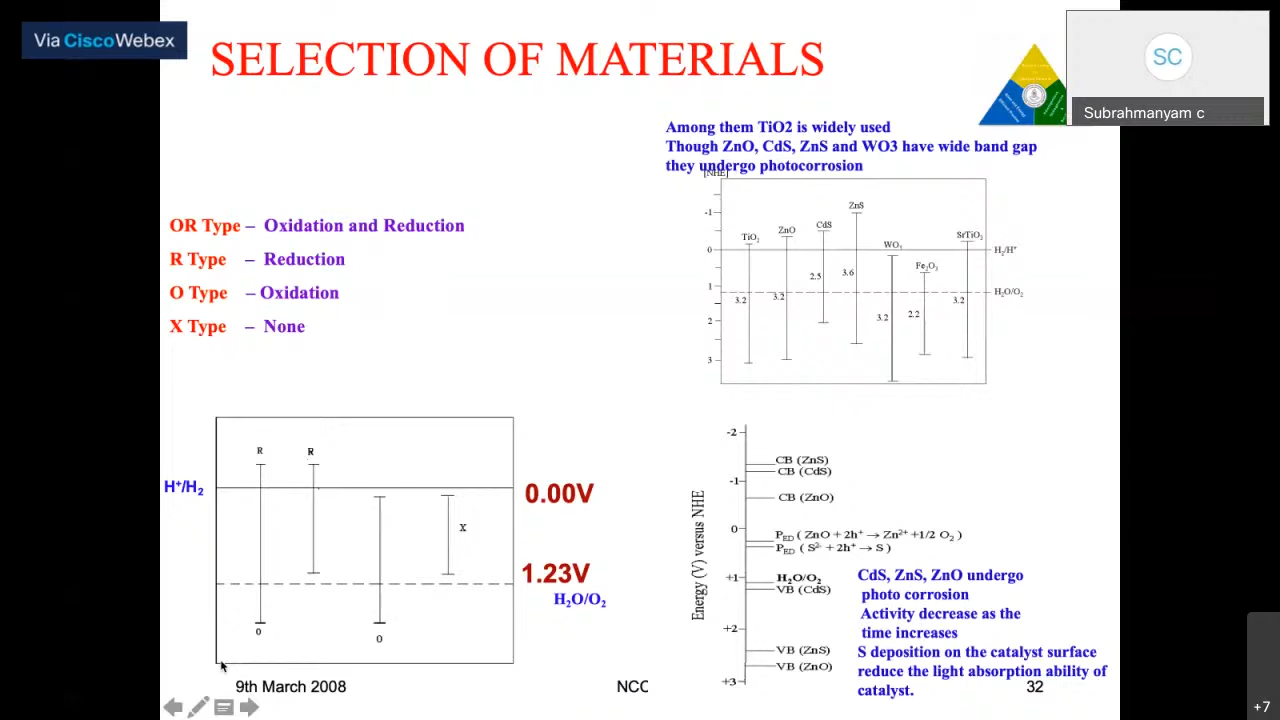 Via Cisco Webex
SELECTION OF MATERIALS
SC
Subrahmanyam c
Among them TiO2 is widely used
Though ZnO, CdS, ZnS and WO3 have wide band gap
they undergo photocorrosion
[NHE]
-1
0
1
2
3
TiO₂
ZnO
CdS
ZnS
WO₃
Fe₂O₃
SrTiO₃
3.2
3.2
2.5
3.6
3.2
2.2
3.2
H₂/H⁺
H₂O/O₂
OR Type – Oxidation and Reduction
R Type – Reduction
O Type – Oxidation
X Type – None
R
R
H⁺/H₂
0.00V
X
1.23V
H₂O/O₂
O
O
Energy (V) versus NHE
-2
-1
0
+1
+2
+3
CB (ZnS)
CB (CdS)
CB (ZnO)
P_ED ( ZnO + 2h⁺ → Zn²⁺ +1/2 O₂ )
P_ED ( S²⁻ + 2h⁺ → S )
H₂O/O₂
VB (CdS)
VB (ZnS)
VB (ZnO)
CdS, ZnS, ZnO undergo
photo corrosion
Activity decrease as the
time increases
S deposition on the catalyst surface
reduce the light absorption ability of
catalyst.
9th March 2008
32
+7